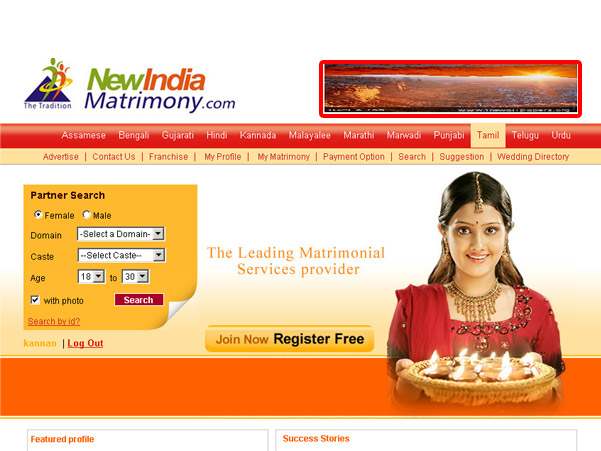 The Tradition
NewIndia
Matrimony.com
Assamese Bengali Gujarati Hindi Kannada Malayalee Marathi Marwadi Punjabi Tamil Telugu Urdu
Advertise | Contact Us | Franchise | My Profile | My Matrimony | Payment Option | Search | Suggestion | Wedding Directory
Partner Search
Female Male
Domain -Select a Domain-
Caste --Select Caste--
Age 18 to 30
with photo Search
Search by id?
kannan | Log Out
The Leading Matrimonial
Services provider
Join Now Register Free
Featured profile
Success Stories